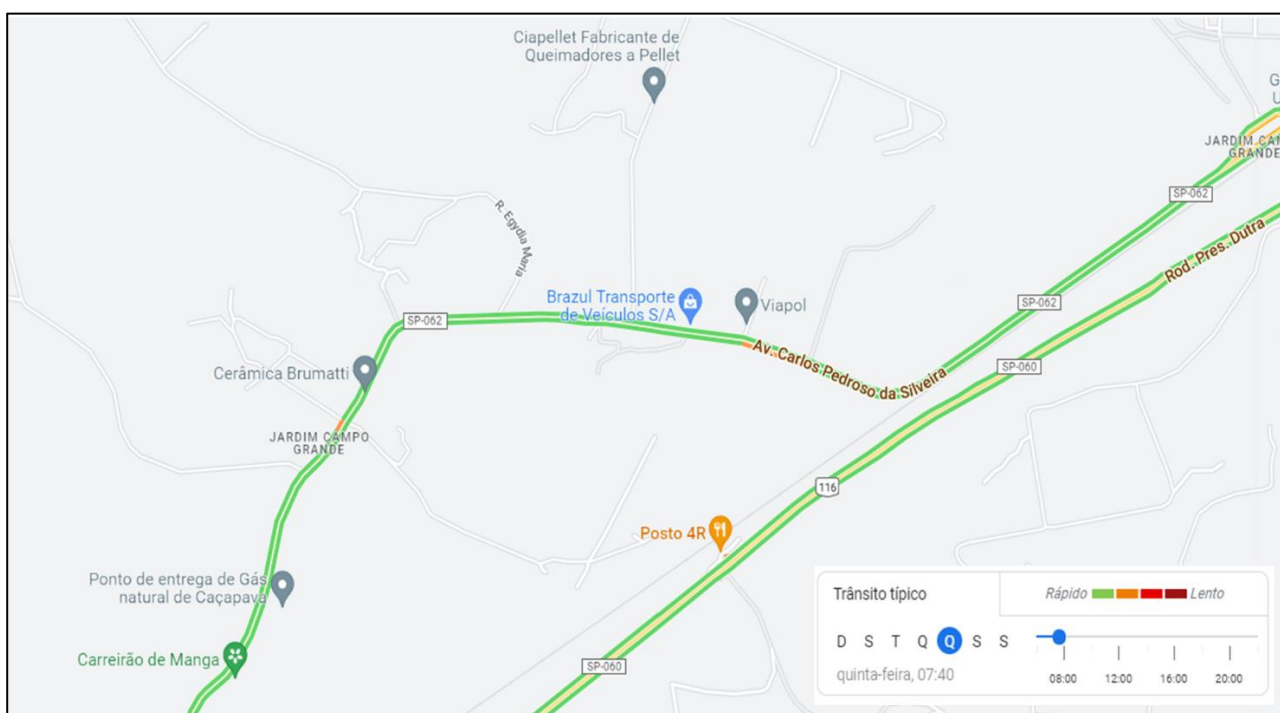 Ciapellet Fabricante de
Queimadores a Pellet
G
U
JARDIM CAM
GRANDE
SP-062
R. Egydia Maria
Rod. Pres. Dutra
Brazul Transporte
de Veículos S/A
Viapol
SP-062
SP-062
Av. Carlos Pedroso da Silveira
SP-060
Cerâmica Brumatti
JARDIM CAMPO
GRANDE
116
Posto 4R
Ponto de entrega de Gás
natural de Caçapava
Carreirão de Manga
SP-060
Trânsito típico
Rápido
Lento
D S T Q Q S S
quinta-feira, 07:40
08:00 12:00 16:00 20:00